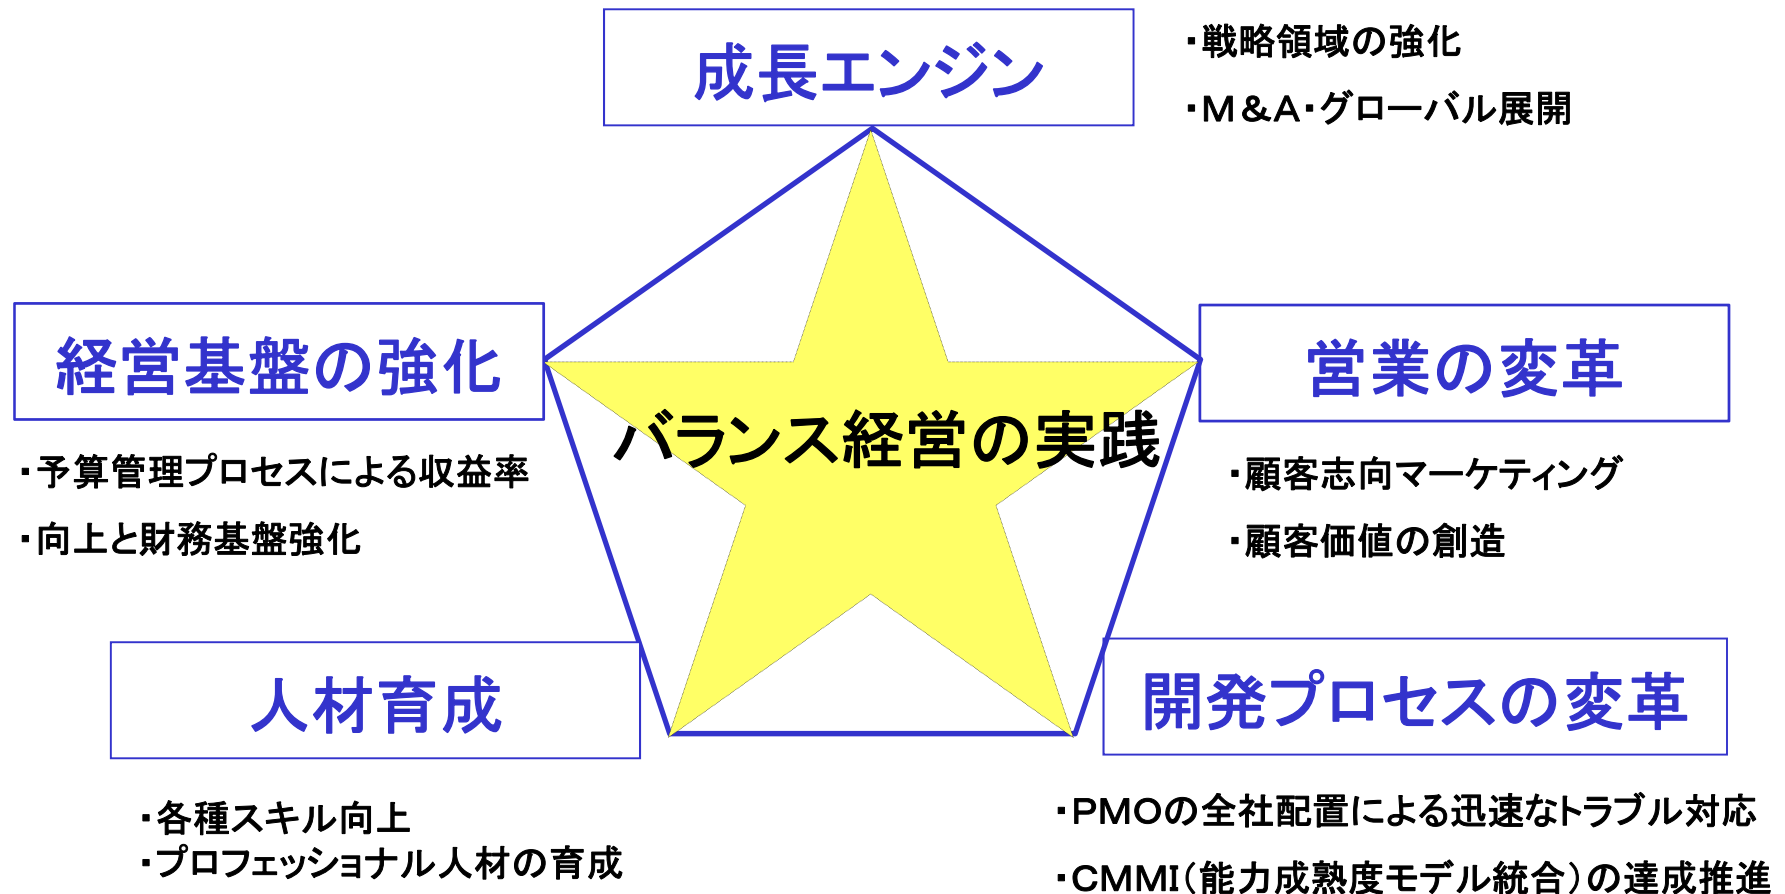 成長エンジン
・戦略領域の強化
・M&A・グローバル展開
経営基盤の強化
・予算管理プロセスによる収益率
・向上と財務基盤強化
バランス経営の実践
営業の変革
・顧客志向マーケティング
・顧客価値の創造
人材育成
・各種スキル向上
・プロフェッショナル人材の育成
開発プロセスの変革
・PMOの全社配置による迅速なトラブル対応
・CMMI(能力成熟度モデル統合)の達成推進